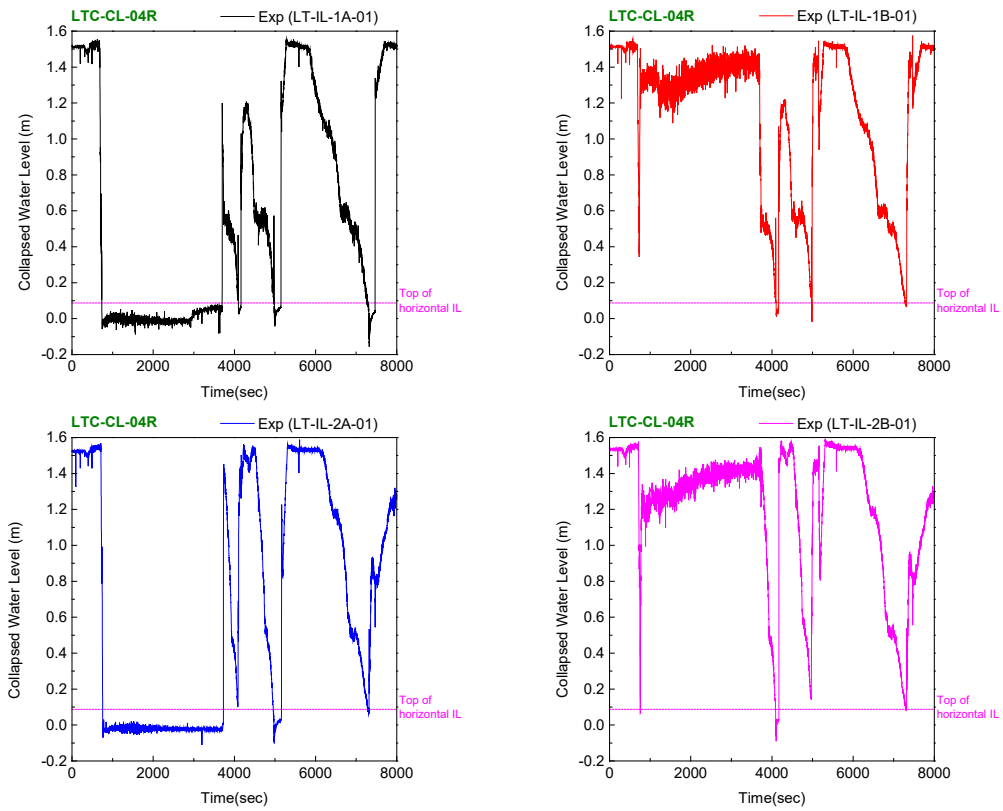 LTC-CL-04R
Exp (LT-IL-1A-01)
1.6
1.4
1.2
1.0
0.8
0.6
0.4
0.2
0.0
-0.2
Collapsed Water Level (m)
Top of
horizontal IL
0
2000
4000
6000
8000
Time(sec)
LTC-CL-04R
Exp (LT-IL-1B-01)
1.6
1.4
1.2
1.0
0.8
0.6
0.4
0.2
0.0
-0.2
Collapsed Water Level (m)
Top of
horizontal IL
0
2000
4000
6000
8000
Time(sec)
LTC-CL-04R
Exp (LT-IL-2A-01)
1.6
1.4
1.2
1.0
0.8
0.6
0.4
0.2
0.0
-0.2
Collapsed Water Level (m)
Top of
horizontal IL
0
2000
4000
6000
8000
Time(sec)
LTC-CL-04R
Exp (LT-IL-2B-01)
1.6
1.4
1.2
1.0
0.8
0.6
0.4
0.2
0.0
-0.2
Collapsed Water Level (m)
Top of
horizontal IL
0
2000
4000
6000
8000
Time(sec)